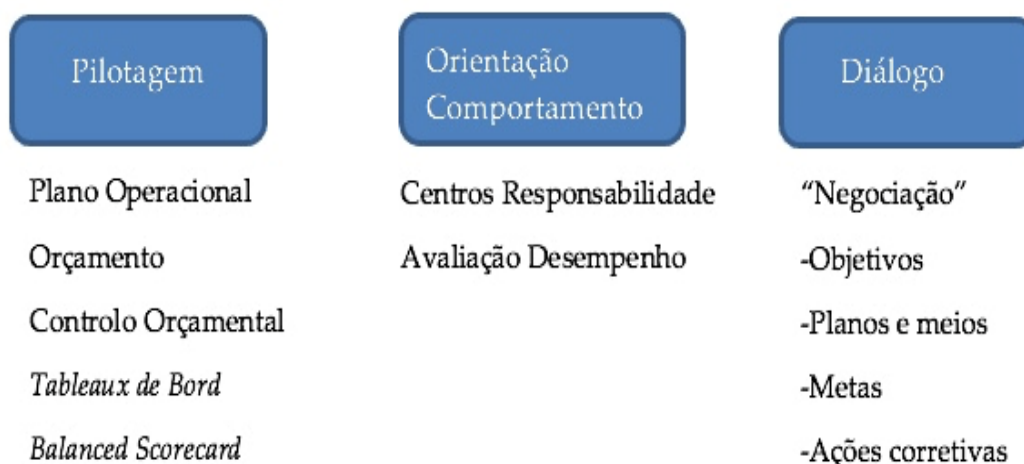 Pilotagem
Plano Operacional
Orçamento
Controlo Orçamental
Tableaux de Bord
Balanced Scorecard
Orientação
Comportamento
Centros Responsabilidade
Avaliação Desempenho
Diálogo
“Negociação”
-Objetivos
-Planos e meios
-Metas
-Ações corretivas